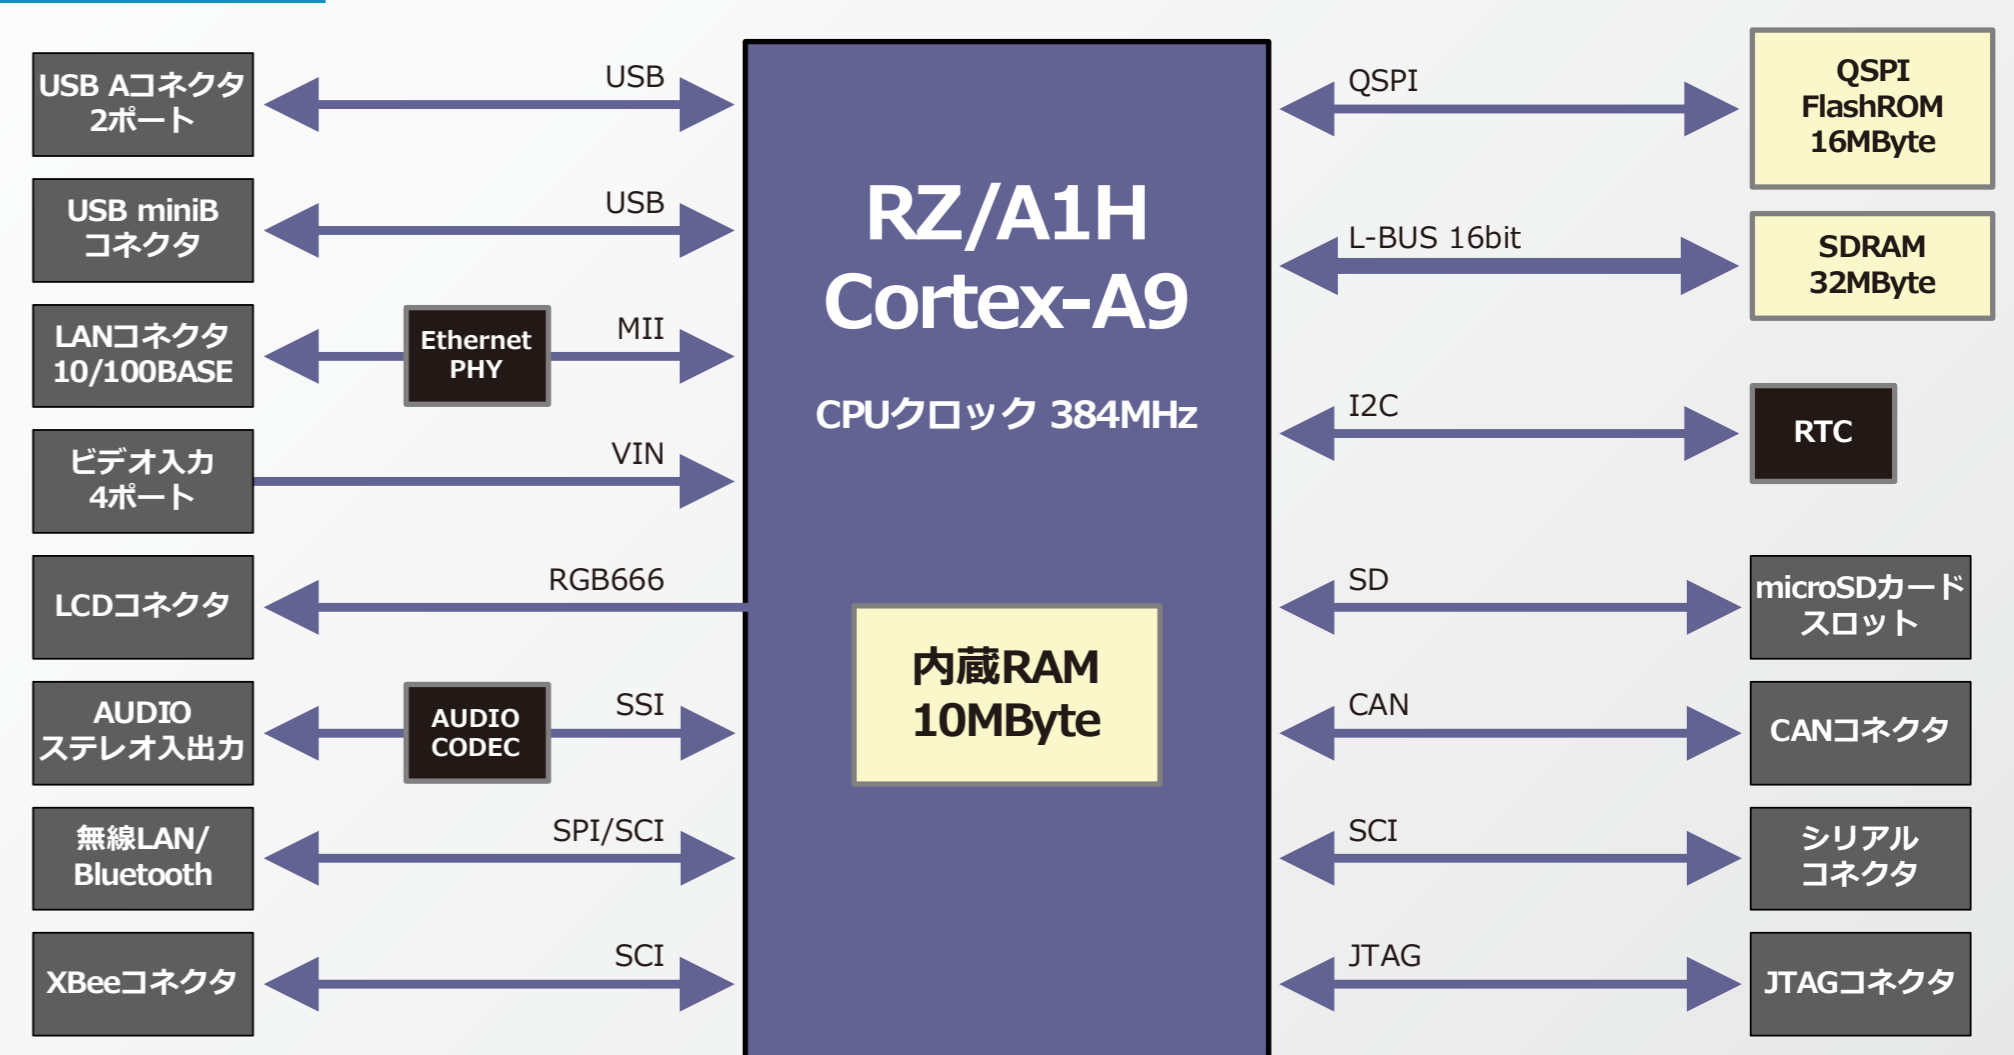 USB Aコネクタ
2ポート
USB
USB miniB
コネクタ
USB
LANコネクタ
10/100BASE
Ethernet
PHY
MII
ビデオ入力
4ポート
VIN
LCDコネクタ
RGB666
AUDIO
ステレオ入出力
AUDIO
CODEC
SSI
無線LAN/
Bluetooth
SPI/SCI
XBeeコネクタ
SCI
RZ/A1H
Cortex-A9
CPUクロック 384MHz
内蔵RAM
10MByte
QSPI
QSPI
FlashROM
16MByte
L-BUS 16bit
SDRAM
32MByte
I2C
RTC
SD
microSDカード
スロット
CAN
CANコネクタ
SCI
シリアル
コネクタ
JTAG
JTAGコネクタ